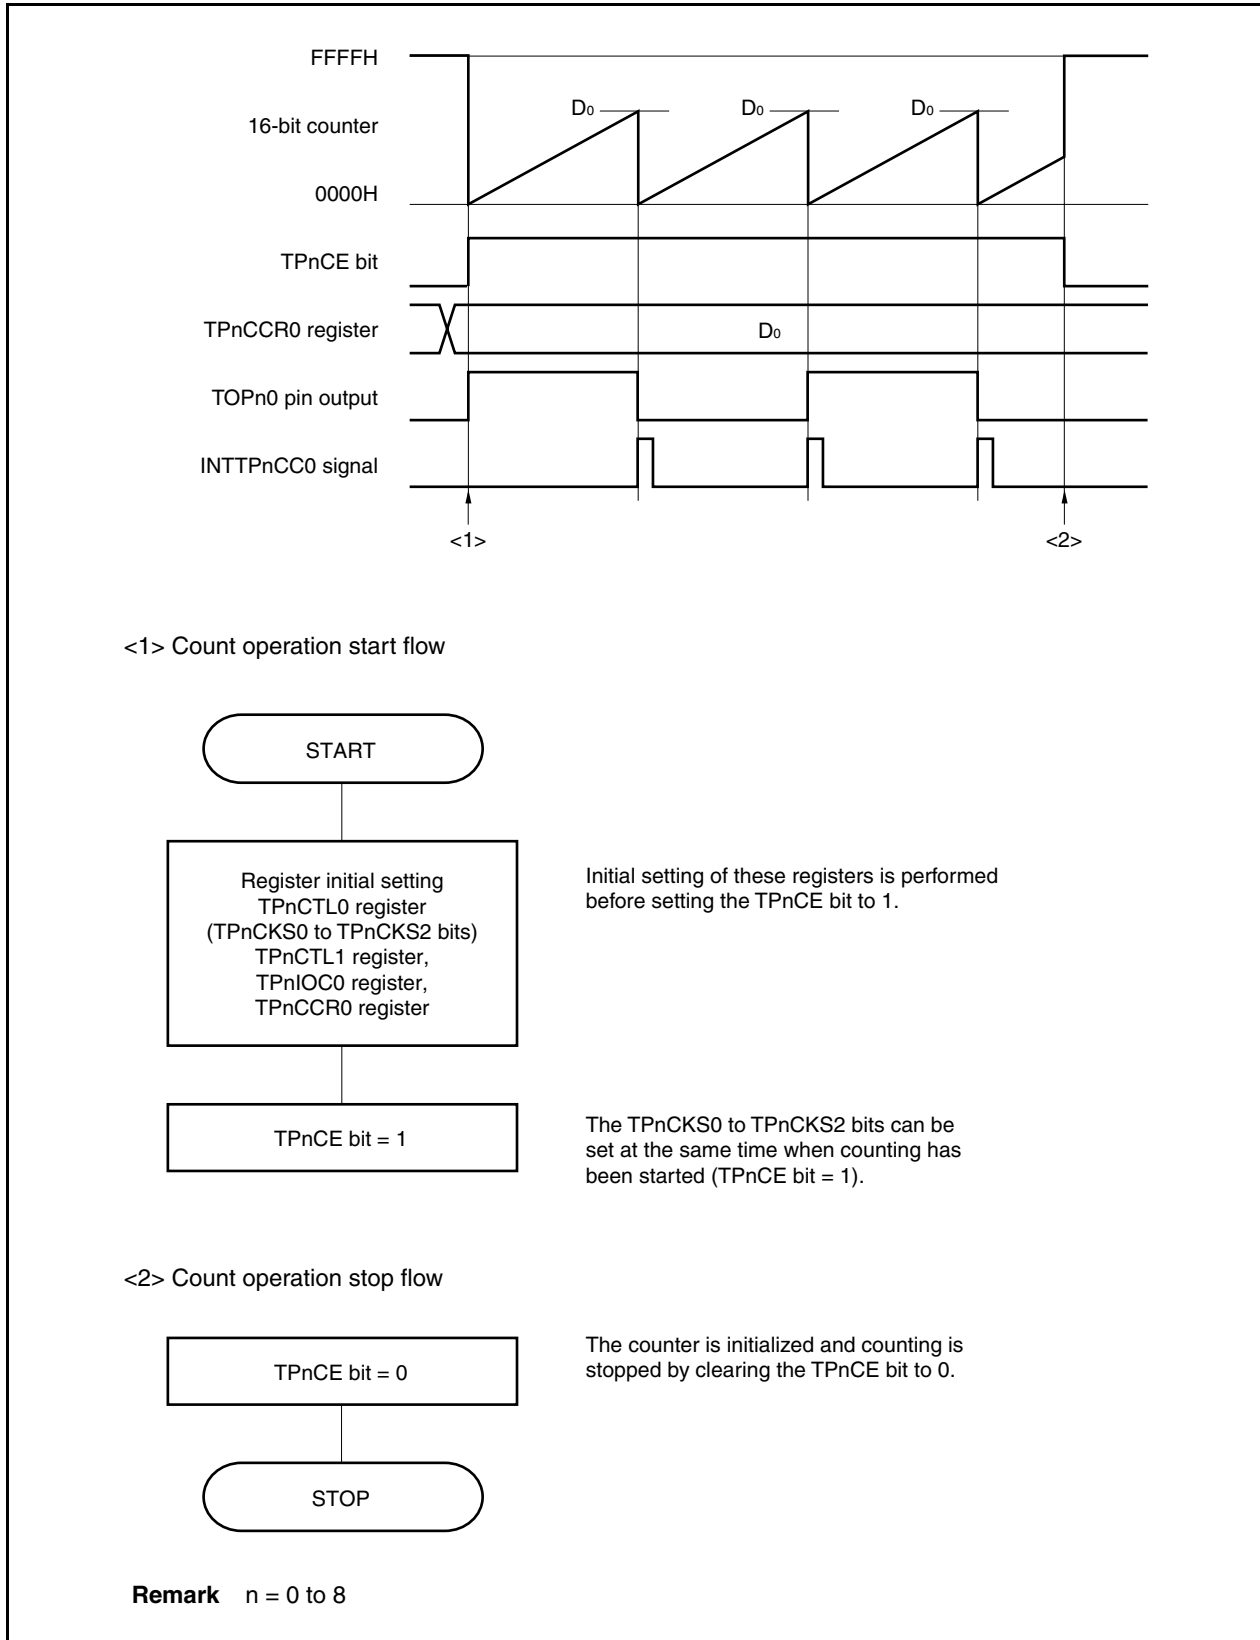 FFFFH
D0 D0 D0
16-bit counter
0000H
TPnCE bit
TPnCCR0 register D0
TOPn0 pin output
INTTPnCC0 signal
<1> <2>
<1> Count operation start flow
START
Register initial setting
TPnCTL0 register
(TPnCKS0 to TPnCKS2 bits)
TPnCTL1 register,
TPnIOC0 register,
TPnCCR0 register
Initial setting of these registers is performed
before setting the TPnCE bit to 1.
TPnCE bit = 1
The TPnCKS0 to TPnCKS2 bits can be
set at the same time when counting has
been started (TPnCE bit = 1).
<2> Count operation stop flow
TPnCE bit = 0
The counter is initialized and counting is
stopped by clearing the TPnCE bit to 0.
STOP
Remark n = 0 to 8